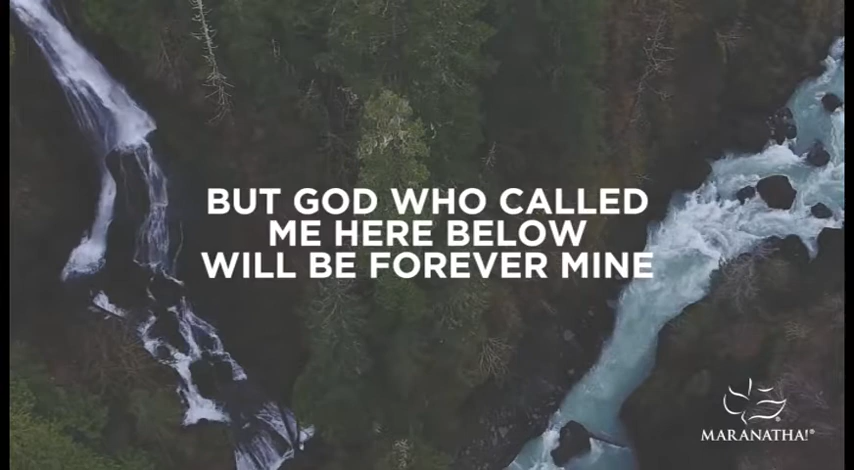 BUT GOD WHO CALLED
ME HERE BELOW
WILL BE FOREVER MINE
MARANATHA!®